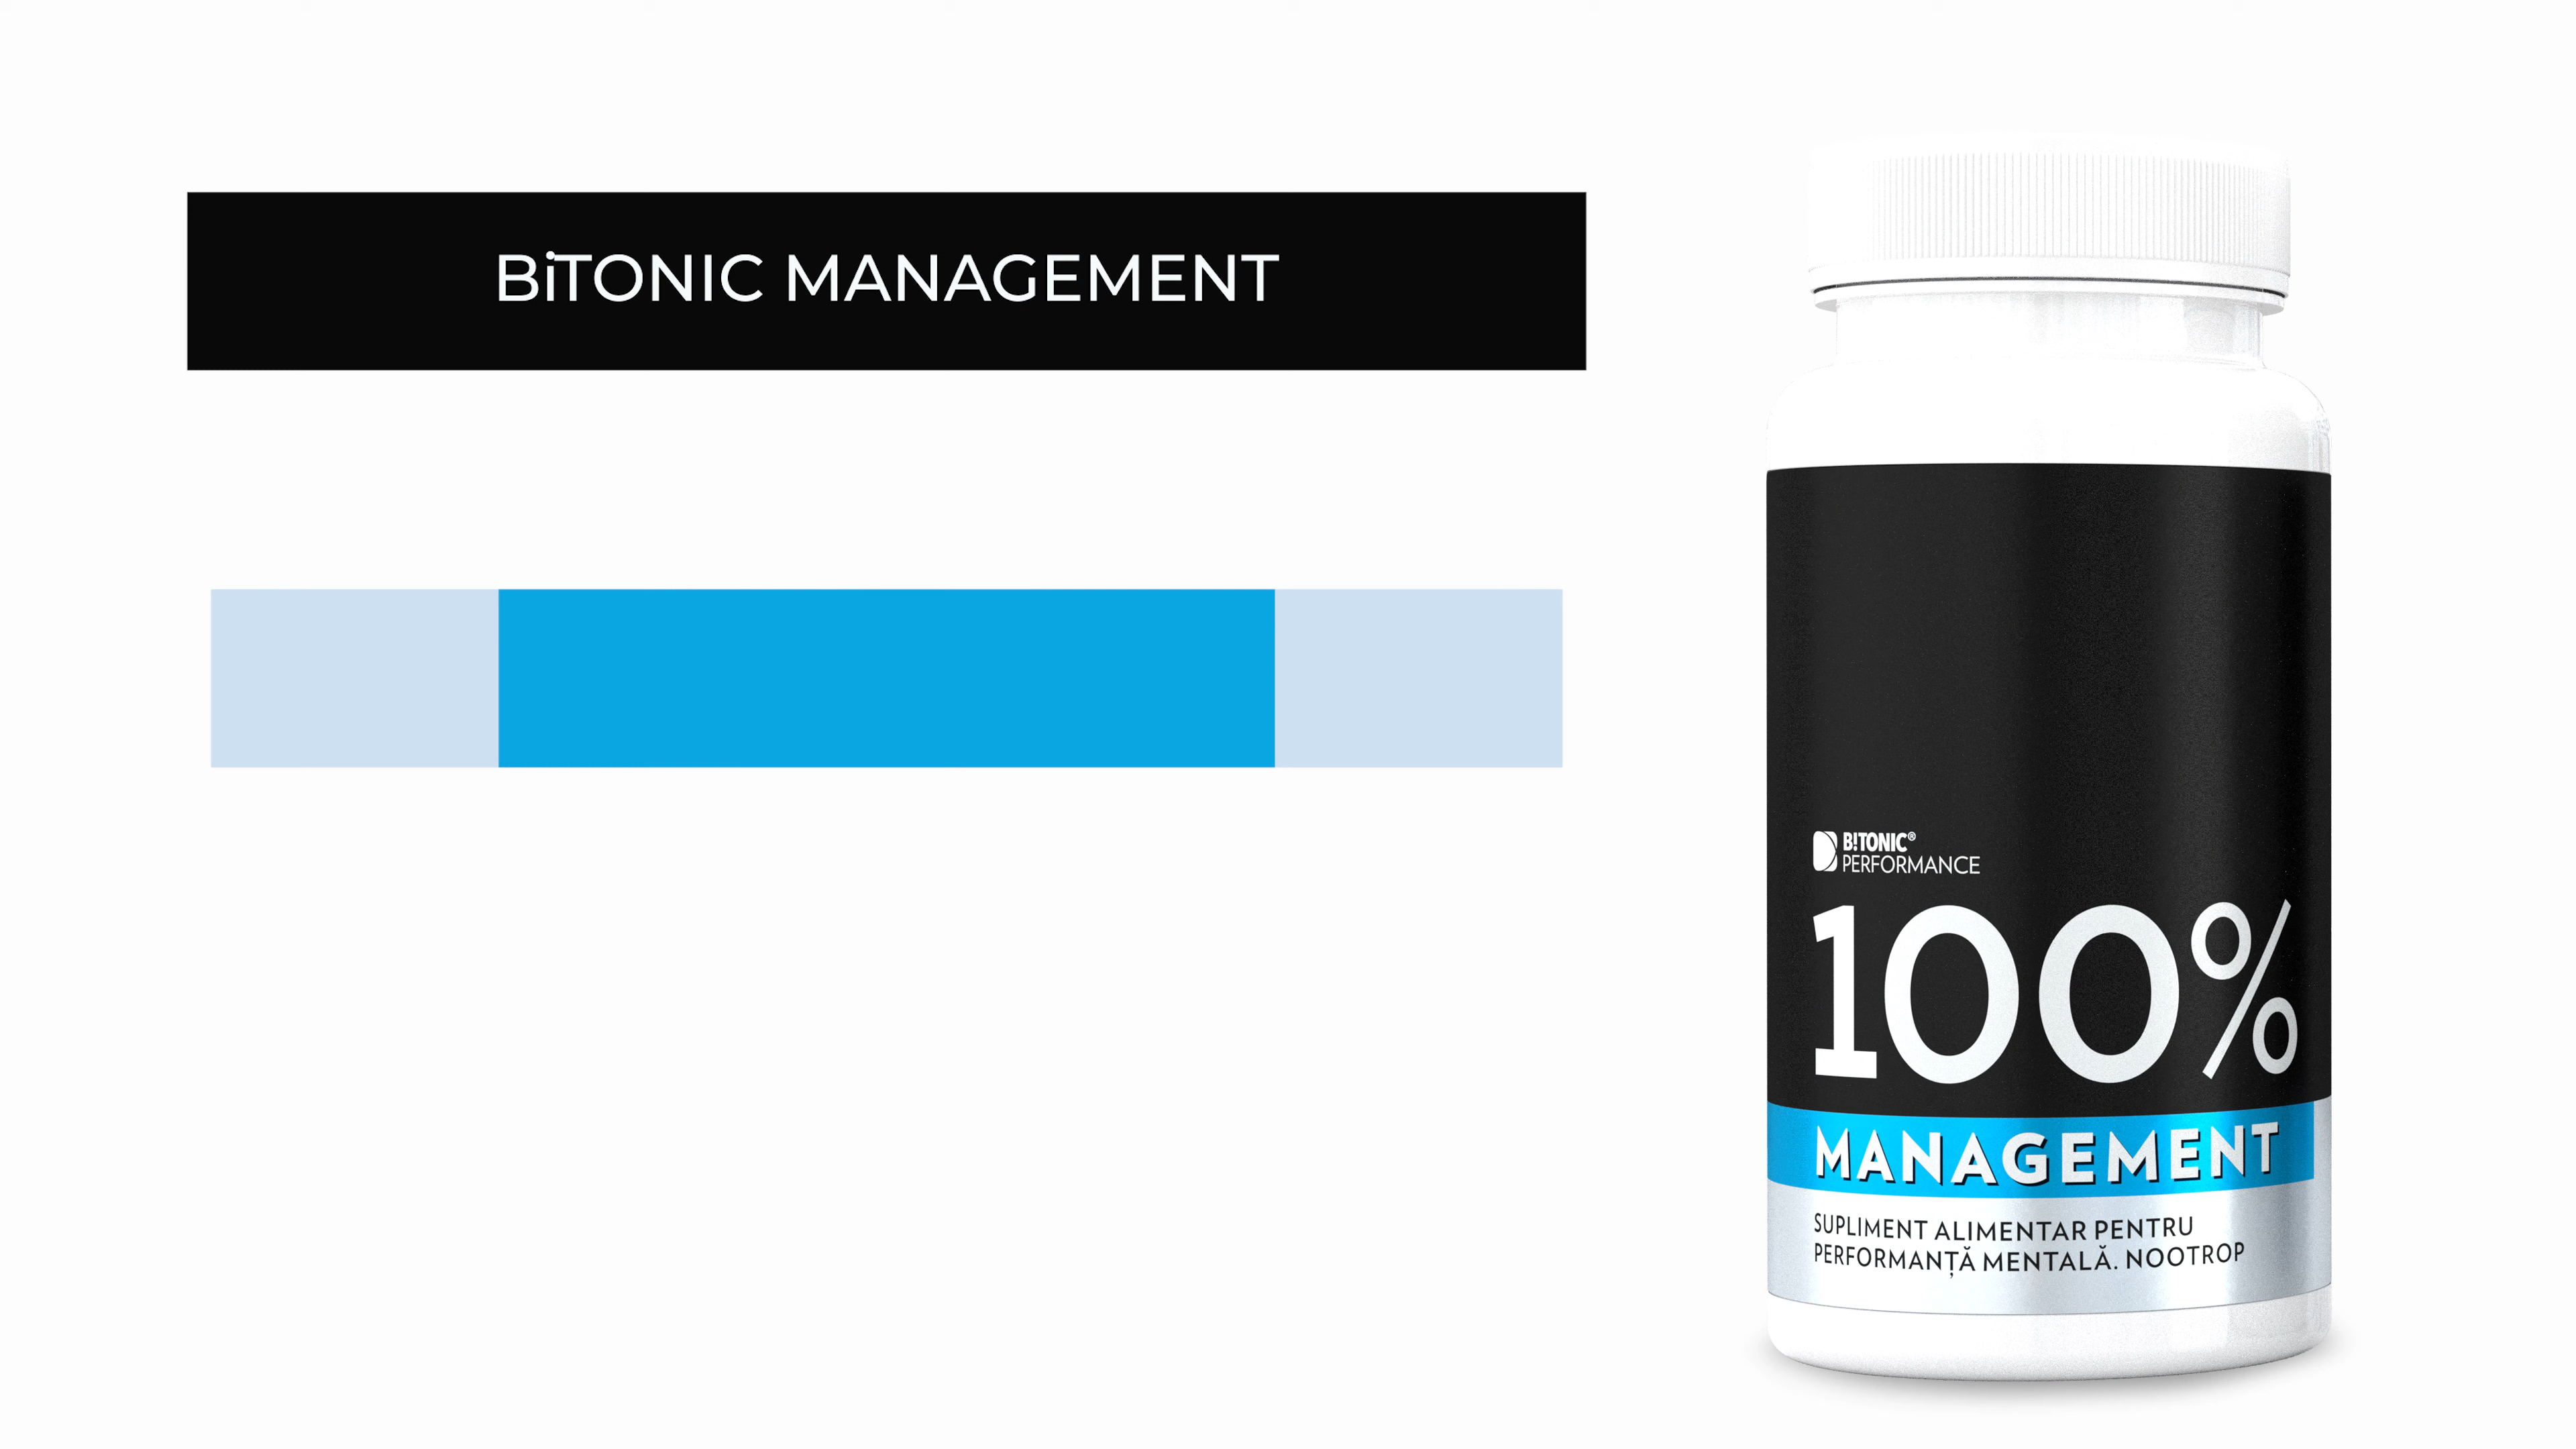 BiTONIC MANAGEMENT
B!TONIC®
PERFORMANCE
100%
MANAGEMENT
SUPLIMENT ALIMENTAR PENTRU
PERFORMANȚĂ MENTALĂ. NOOTROP